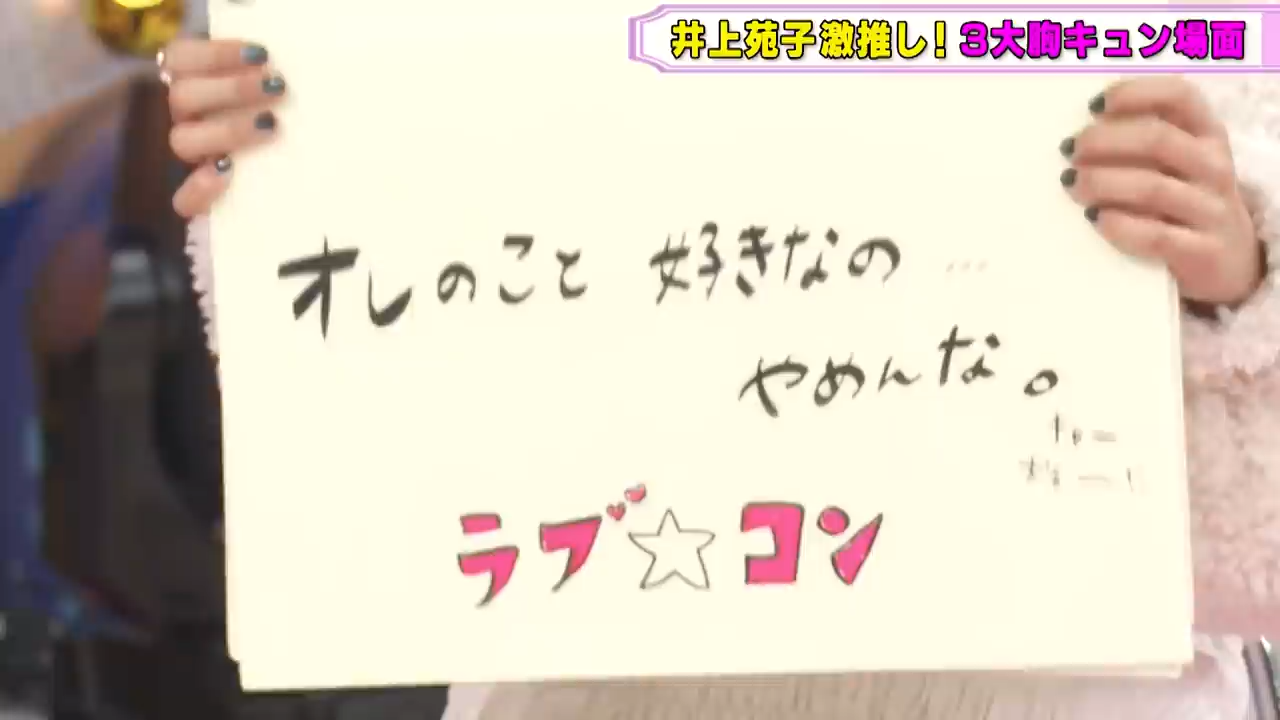 井上苑子激推し!3大胸キュン場面
オレのこと 好きなの
やめんな。
ラブ☆コン